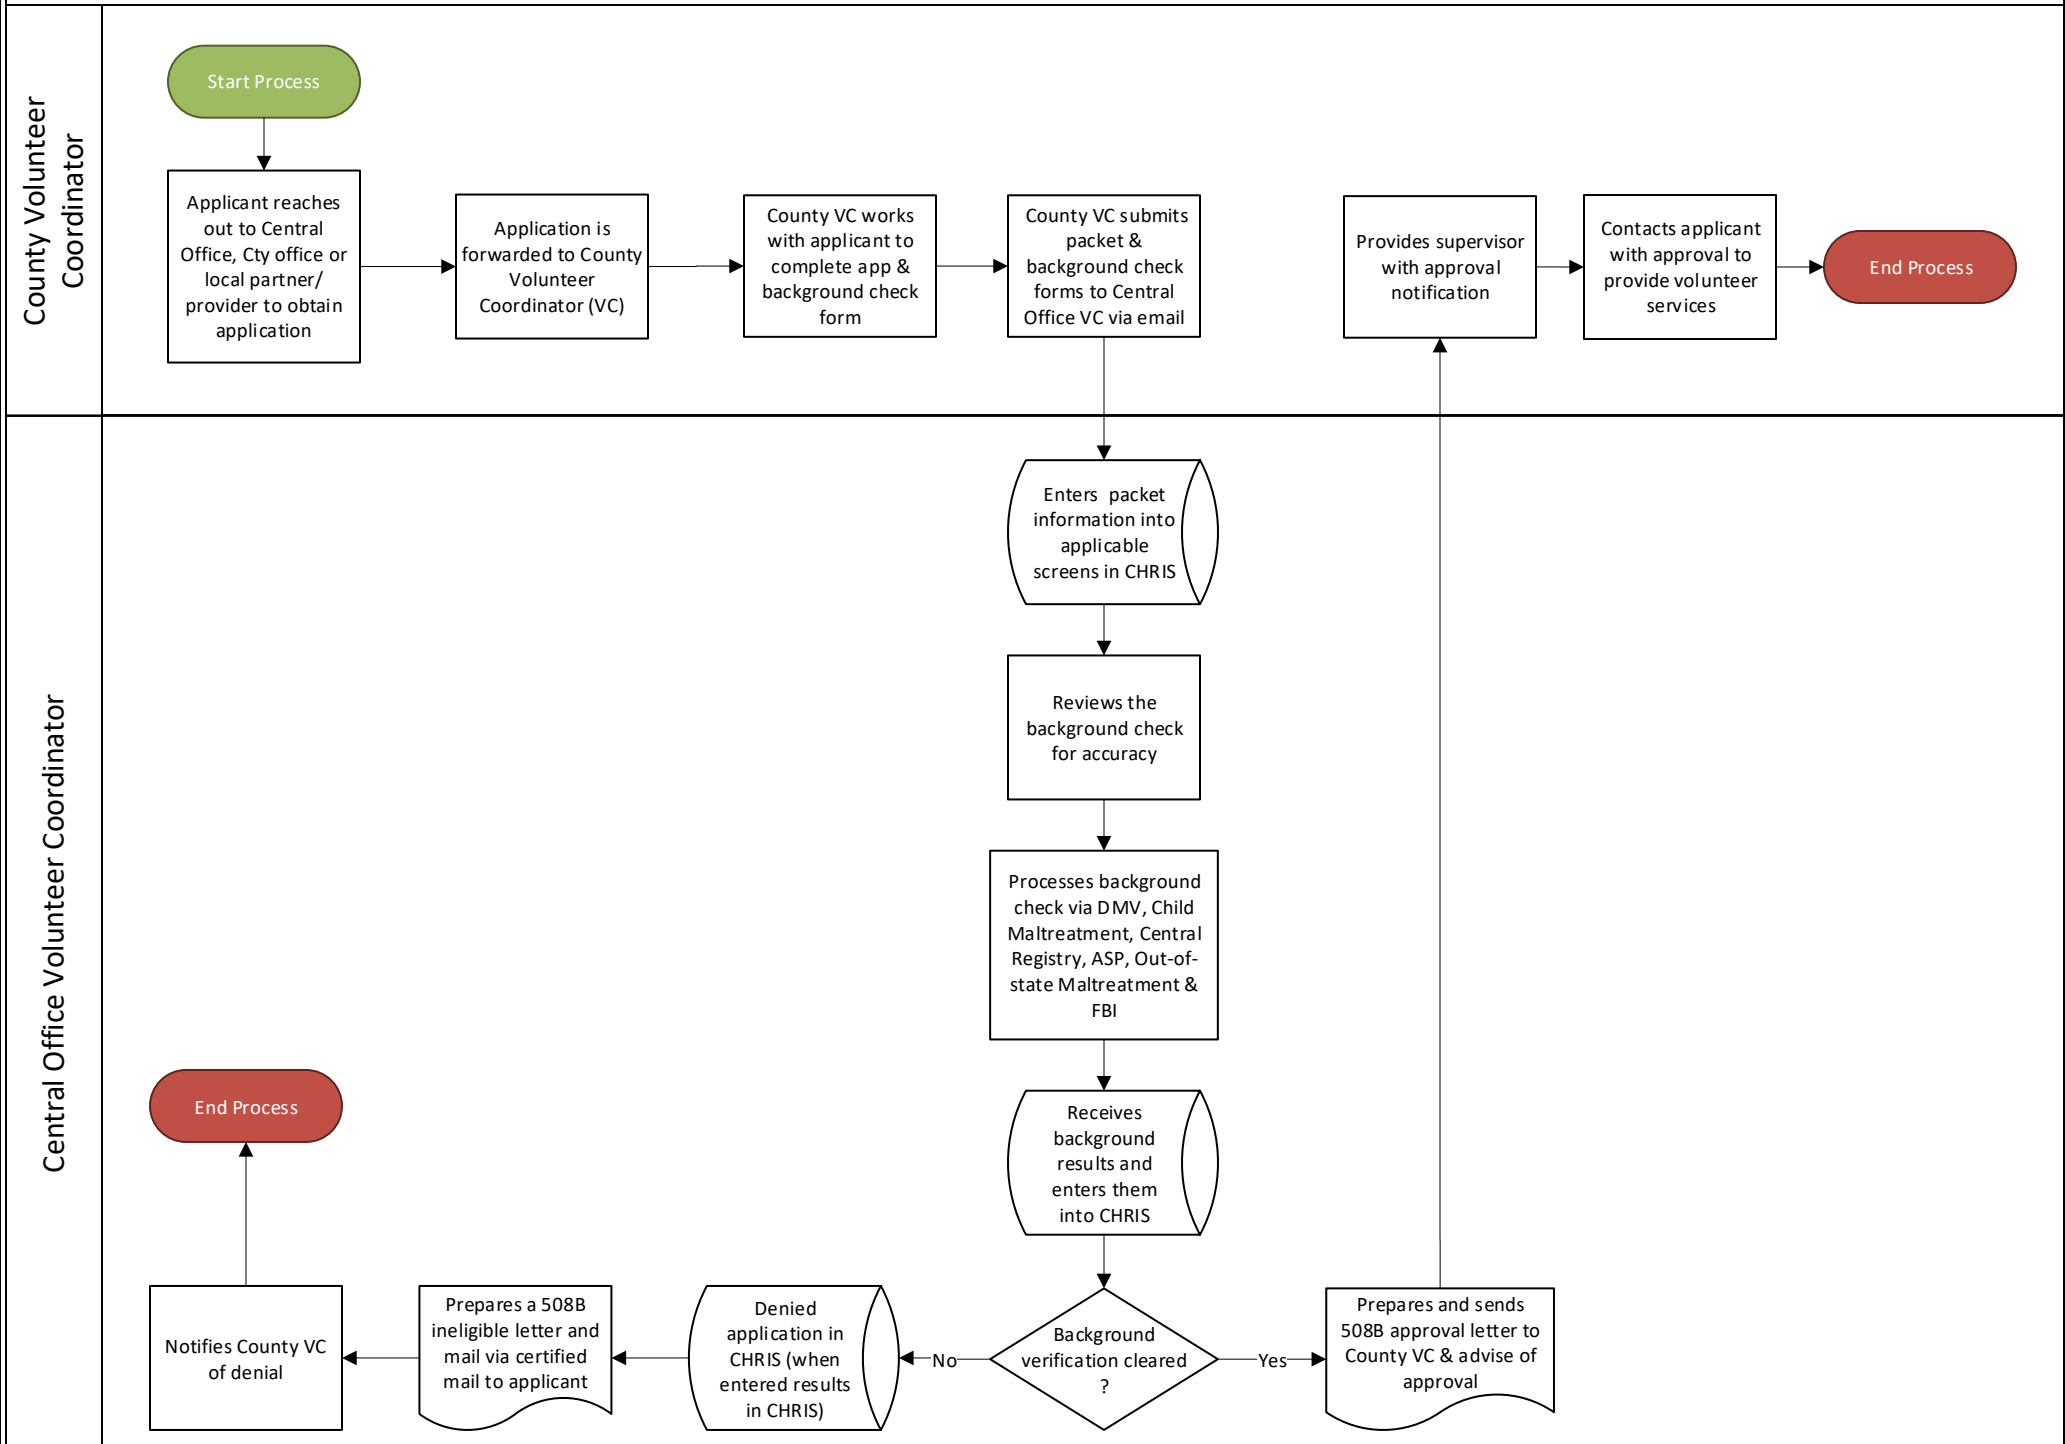 County Volunteer
Coordinator
Start Process
Applicant reaches
out to Central
Office, Cty office or
local partner/
provider to obtain
application
Application is
forwarded to County
Volunteer
Coordinator (VC)
County VC works
with applicant to
complete app &
background check
form
County VC submits
packet &
background check
forms to Central
Office VC via email
Provides supervisor
with approval
notification
Contacts applicant
with approval to
provide volunteer
services
End Process
Central Office Volunteer Coordinator
Enters packet
information into
applicable
screens in CHRIS
Reviews the
background check
for accuracy
Processes background
check via DMV, Child
Maltreatment, Central
Registry, ASP, Out-of-
state Maltreatment &
FBI
Receives
background
results and
enters them
into CHRIS
Background
verification cleared
?
No
Denied
application in
CHRIS (when
entered results
in CHRIS)
Prepares a 508B
ineligible letter and
mail via certified
mail to applicant
Notifies County VC
of denial
End Process
Yes
Prepares and sends
508B approval letter to
County VC & advise of
approval